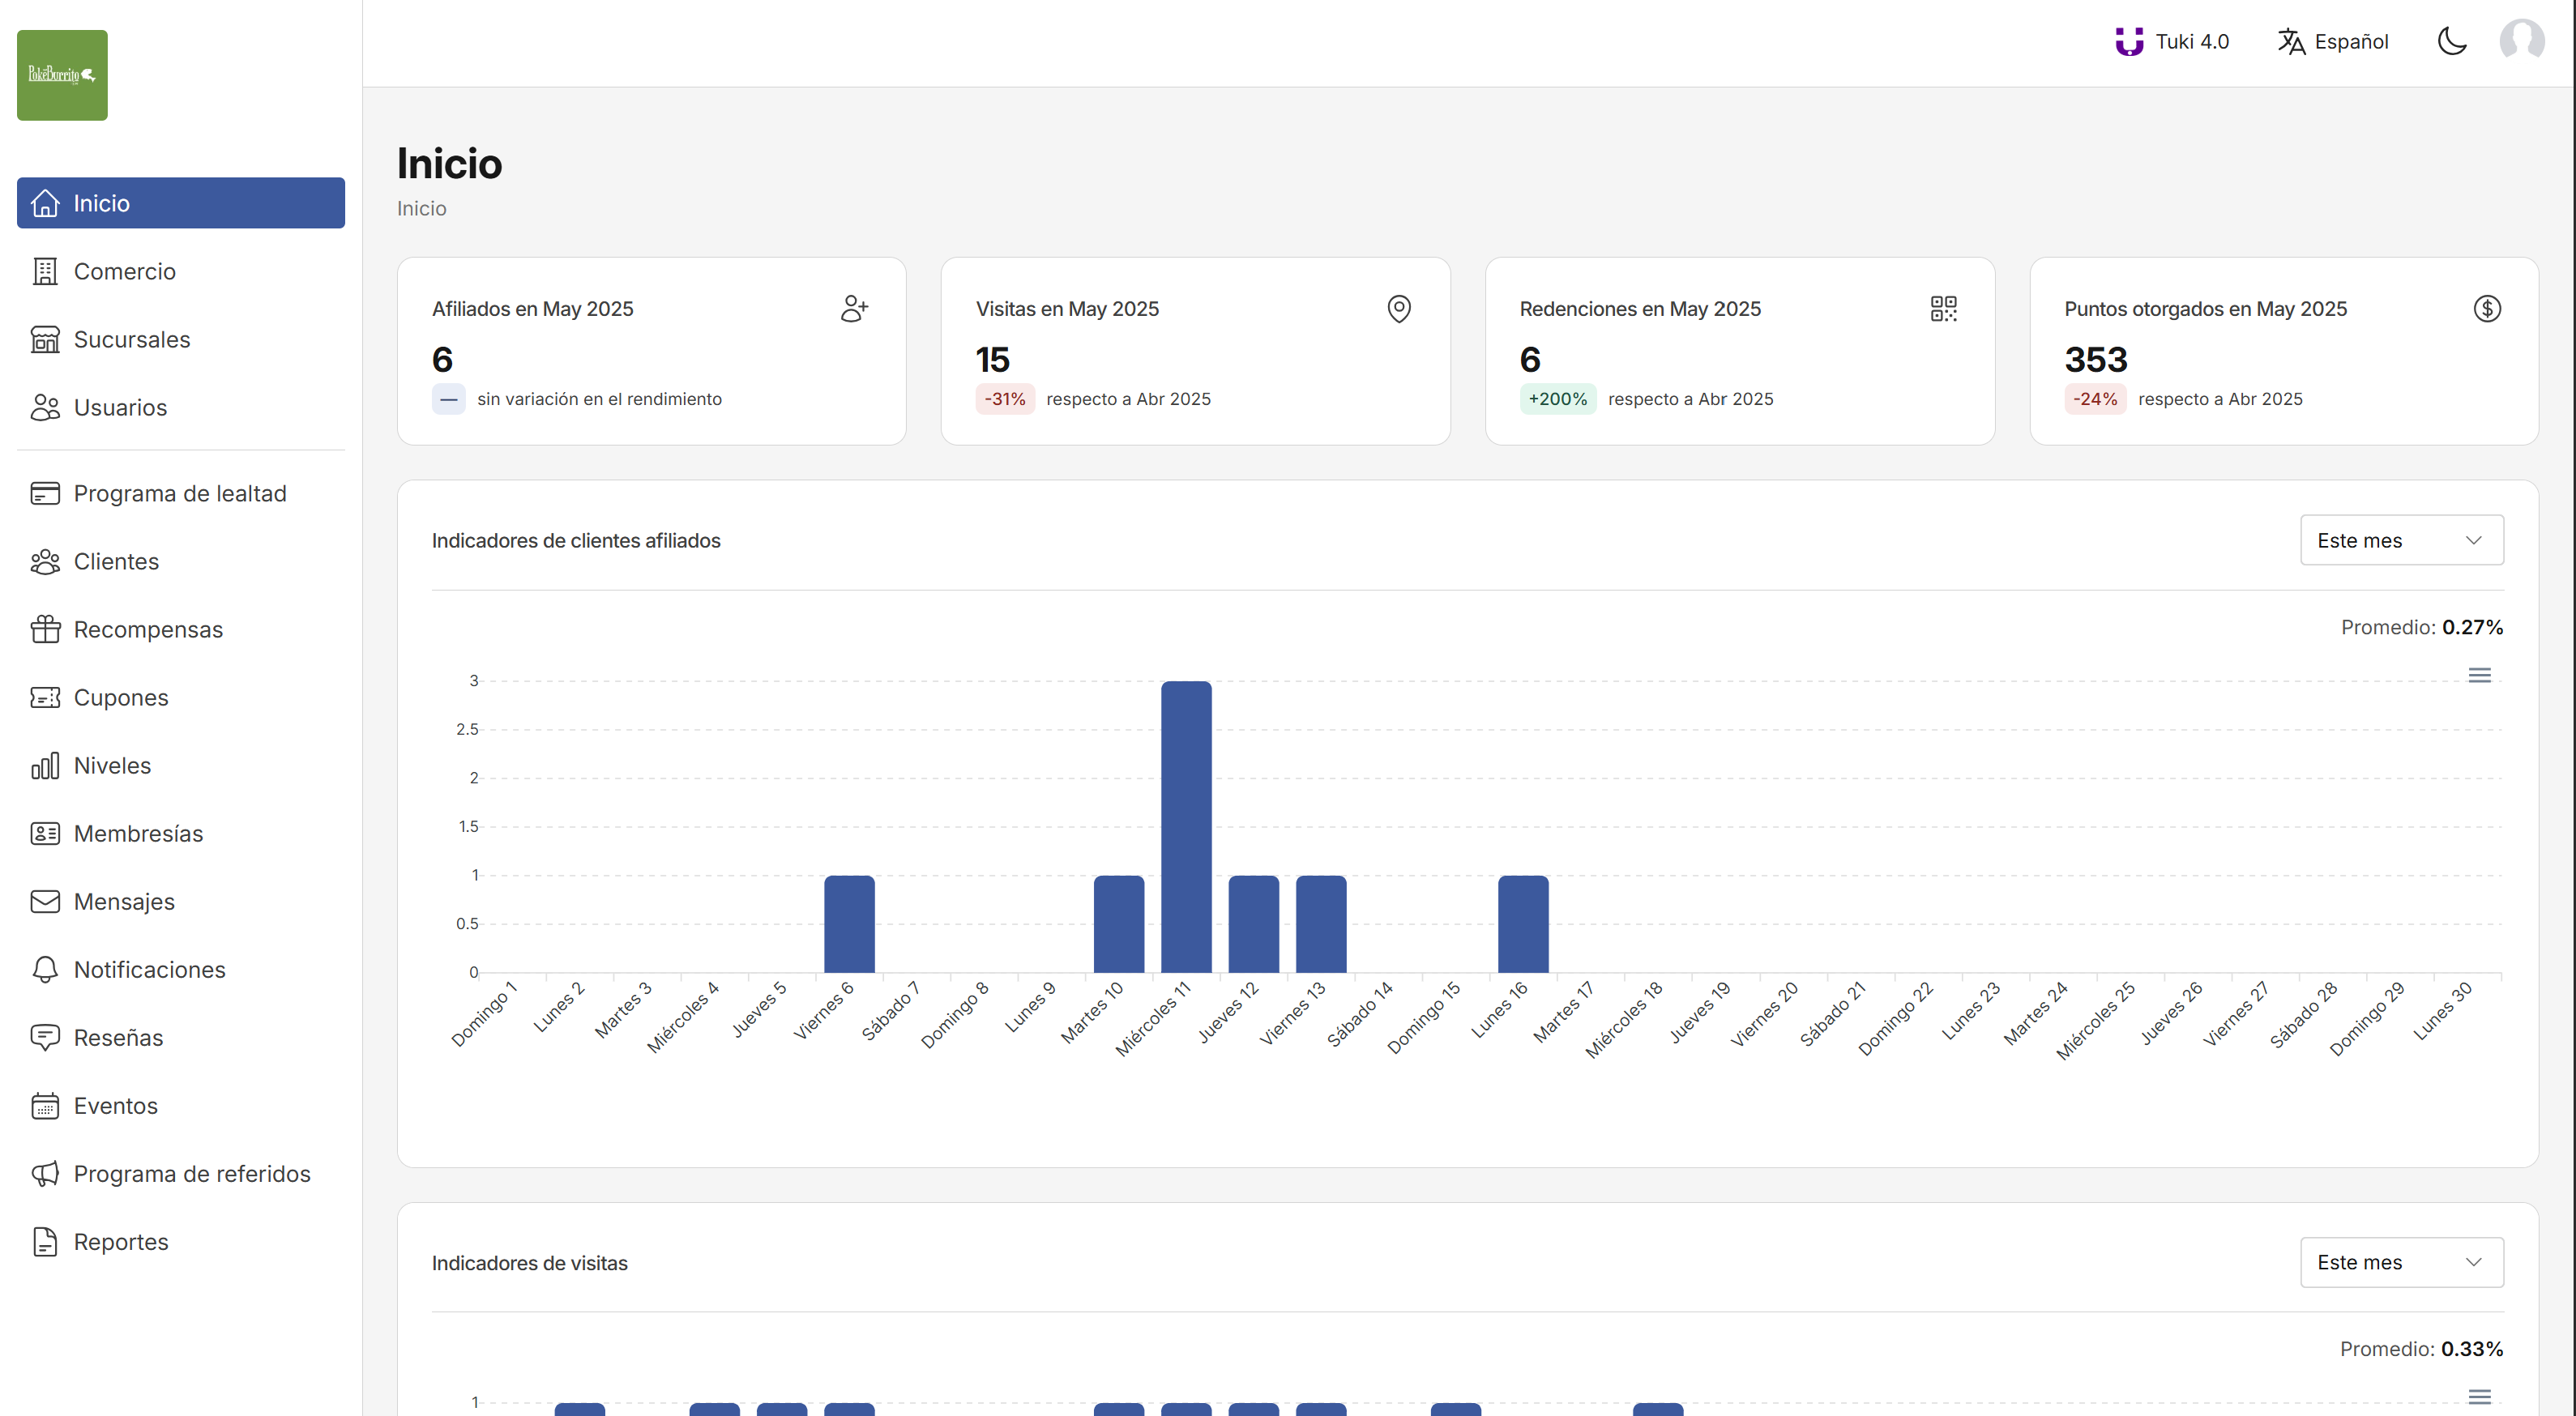 PokéBurrito
Tuki 4.0
Español
Inicio
Comercio
Sucursales
Usuarios
Programa de lealtad
Clientes
Recompensas
Cupones
Niveles
Membresías
Mensajes
Notificaciones
Reseñas
Eventos
Programa de referidos
Reportes
Inicio
Inicio
Afiliados en May 2025
6
— sin variación en el rendimiento
Visitas en May 2025
15
-31% respecto a Abr 2025
Redenciones en May 2025
6
+200% respecto a Abr 2025
Puntos otorgados en May 2025
353
-24% respecto a Abr 2025
Indicadores de clientes afiliados
Este mes
Promedio: 0.27%
3
2.5
2
1.5
1
0.5
0
Domingo 1
Lunes 2
Martes 3
Miércoles 4
Jueves 5
Viernes 6
Sábado 7
Domingo 8
Lunes 9
Martes 10
Miércoles 11
Jueves 12
Viernes 13
Sábado 14
Domingo 15
Lunes 16
Martes 17
Miércoles 18
Jueves 19
Viernes 20
Sábado 21
Domingo 22
Lunes 23
Martes 24
Miércoles 25
Jueves 26
Viernes 27
Sábado 28
Domingo 29
Lunes 30
Indicadores de visitas
Este mes
Promedio: 0.33%
1